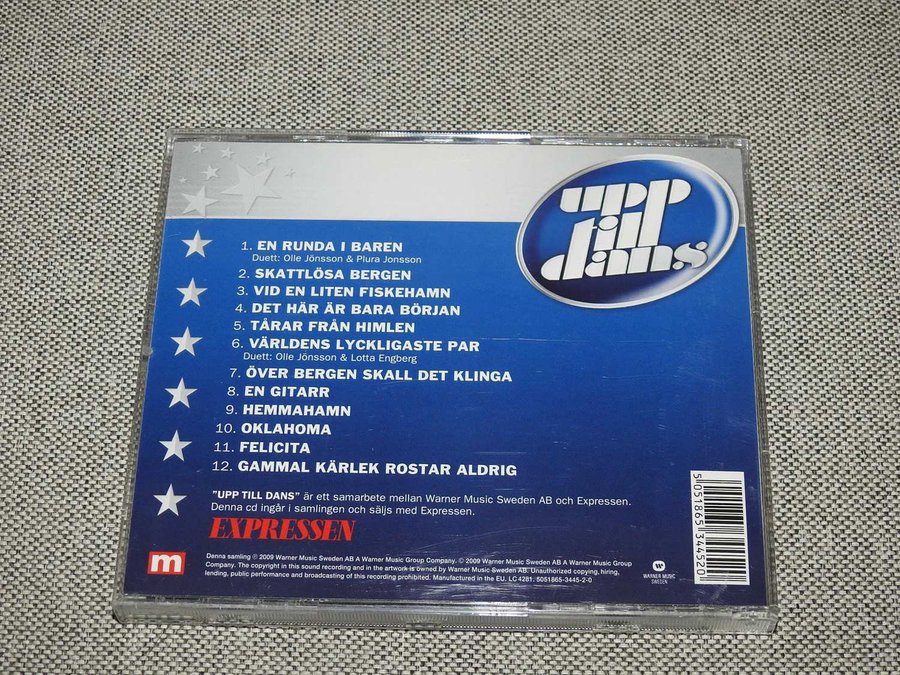 upp
till
dans
1. EN RUNDA I BAREN
Duett: Olle Jönsson & Plura Jonsson
2. SKATTLÖSA BERGEN
3. VID EN LITEN FISKEHAMN
4. DET HÄR ÄR BARA BÖRJAN
5. TÅRAR FRÅN HIMLEN
6. VÄRLDENS LYCKLIGASTE PAR
Duett: Olle Jönsson & Lotta Engberg
7. ÖVER BERGEN SKALL DET KLINGA
8. EN GITARR
9. HEMMAHAMN
10. OKLAHOMA
11. FELICITA
12. GAMMAL KÄRLEK ROSTAR ALDRIG
"UPP TILL DANS" är ett samarbete mellan Warner Music Sweden AB och Expressen.
Denna cd ingår i samlingen och säljs med Expressen.
EXPRESSEN
m
Denna samling ℗ 2009 Warner Music Sweden AB A Warner Music Group Company. © 2009 Warner Music Sweden AB A Warner Music Group
Company. The copyright in this sound recording and in the artwork is owned by Warner Music Sweden AB. Unauthorized copying, hiring,
lending, public performance and broadcasting of this recording prohibited. Manufactured in the EU. LC 4281. 5051865-3445-2-0
WARNER MUSIC
SWEDEN
5 051865 344520